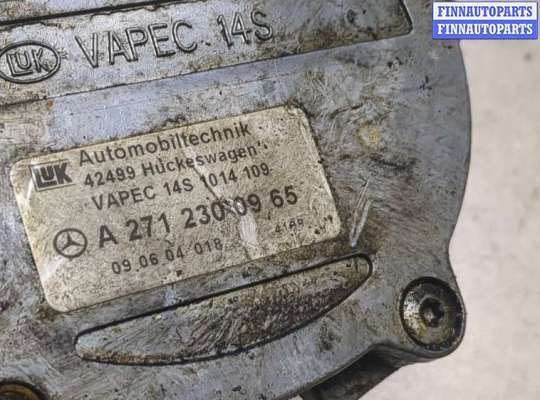 FINNAUTOPARTS
FINNAUTOPARTS
LUK VAPEC 14S
LUK Automobiltechnik
42499 Hückeswagen
VAPEC 14S 1014 109
A 271 230 09 65
09 06 04 018